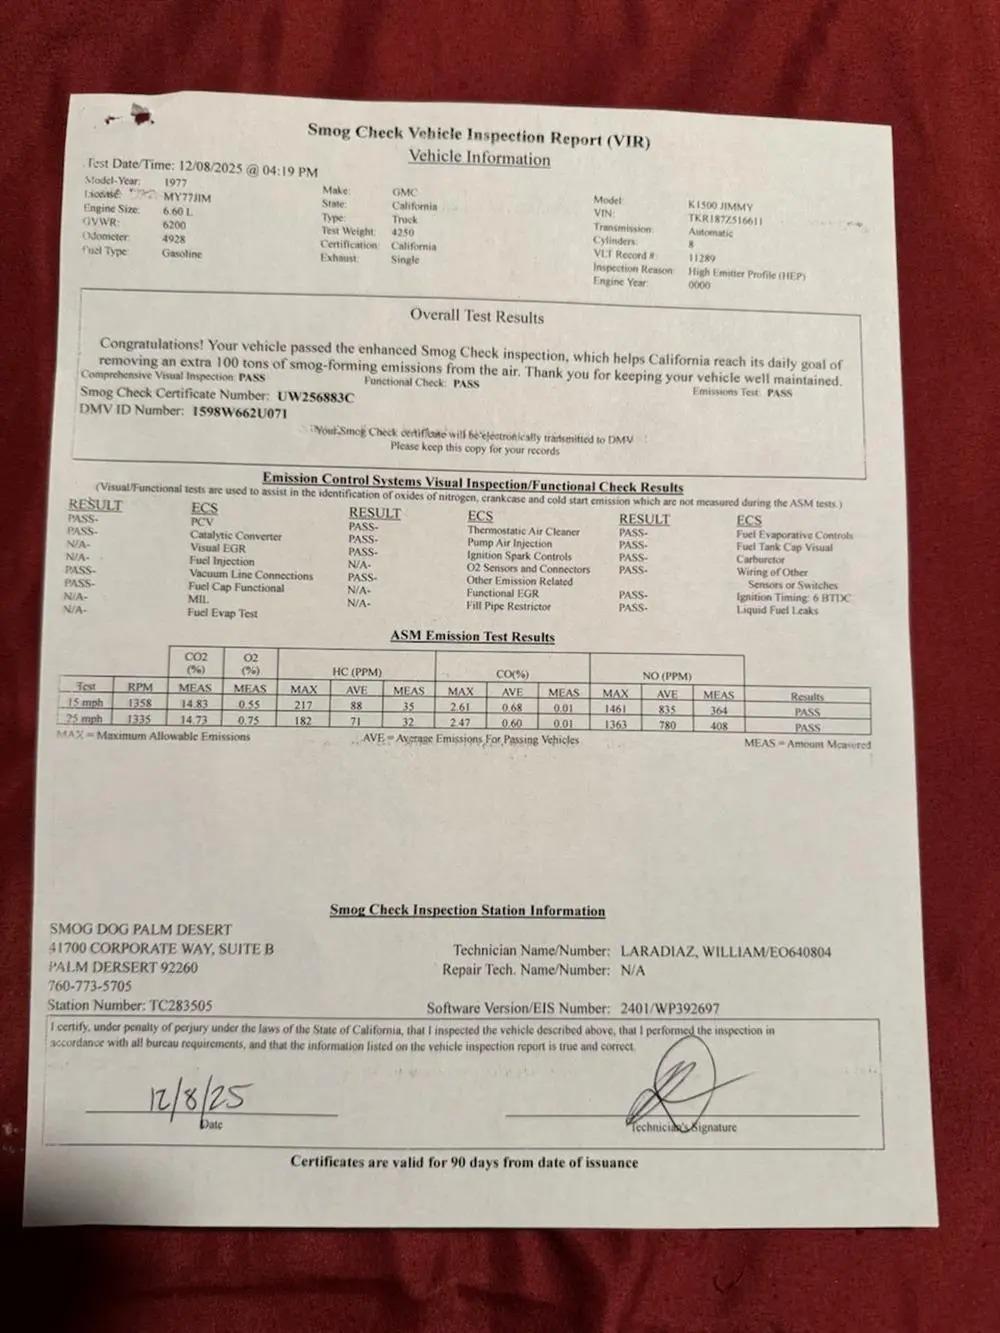 Smog Check Vehicle Inspection Report (VIR)
Vehicle Information
Test Date/Time: 12/08/2025 @ 04:19 PM
Model-Year: 1977 Make: GMC Model: K1500 JIMMY
License: MY77JIM State: California VIN: TKR187Z516611
Engine Size: 6.60 L Type: Truck Transmission: Automatic
GVWR: 6200 Test Weight: 4250 Cylinders: 8
Odometer: 4928 Certification: California VLT Record #: 11289
Fuel Type: Gasoline Exhaust: Single Inspection Reason: High Emitter Profile (HEP)
Engine Year: 0000
Overall Test Results
Congratulations! Your vehicle passed the enhanced Smog Check inspection, which helps California reach its daily goal of
removing an extra 100 tons of smog-forming emissions from the air. Thank you for keeping your vehicle well maintained.
Comprehensive Visual Inspection: PASS Functional Check: PASS Emissions Test: PASS
Smog Check Certificate Number: UW256883C
DMV ID Number: 1598W662U071
Your Smog Check certificate will be electronically transmitted to DMV
Please keep this copy for your records
Emission Control Systems Visual Inspection/Functional Check Results
(Visual/Functional tests are used to assist in the identification of oxides of nitrogen, crankcase and cold start emission which are not measured during the ASM tests.)
RESULT ECS RESULT ECS RESULT ECS
PASS- PCV PASS- Thermostatic Air Cleaner PASS- Fuel Evaporative Controls
PASS- Catalytic Converter PASS- Pump Air Injection PASS- Fuel Tank Cap Visual
N/A- Visual EGR PASS- Ignition Spark Controls PASS- Carburetor
N/A- Fuel Injection N/A- O2 Sensors and Connectors PASS- Wiring of Other
PASS- Vacuum Line Connections PASS- Other Emission Related Sensors or Switches
PASS- Fuel Cap Functional N/A- Functional EGR PASS- Ignition Timing: 6 BTDC
N/A- MIL N/A- Fill Pipe Restrictor PASS- Liquid Fuel Leaks
N/A- Fuel Evap Test
ASM Emission Test Results
CO2 (%) O2 (%) HC (PPM) CO(%) NO (PPM)
Test RPM MEAS MEAS MAX AVE MEAS MAX AVE MEAS MAX AVE MEAS Results
15 mph 1358 14.83 0.55 217 88 35 2.61 0.68 0.01 1461 835 364 PASS
25 mph 1335 14.73 0.75 182 71 32 2.47 0.60 0.01 1363 780 408 PASS
MAX = Maximum Allowable Emissions AVE = Average Emissions For Passing Vehicles MEAS = Amount Measured
Smog Check Inspection Station Information
SMOG DOG PALM DESERT
41700 CORPORATE WAY, SUITE B Technician Name/Number: LARADIAZ, WILLIAM/EO640804
PALM DERSERT 92260 Repair Tech. Name/Number: N/A
760-773-5705
Station Number: TC283505 Software Version/EIS Number: 2401/WP392697
I certify, under penalty of perjury under the laws of the State of California, that I inspected the vehicle described above, that I performed the inspection in
accordance with all bureau requirements, and that the information listed on the vehicle inspection report is true and correct.
12/8/25
Date Technician's Signature
Certificates are valid for 90 days from date of issuance